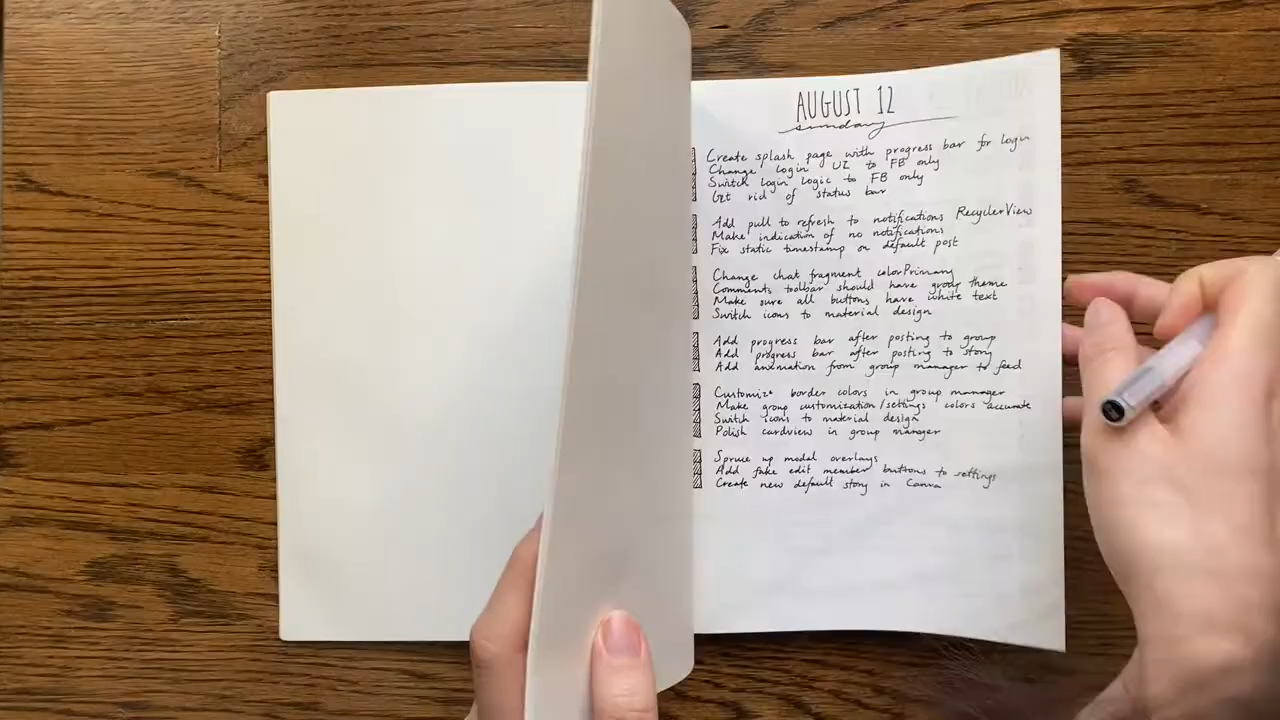 AUGUST 12
sunday
Create splash page with progress bar for login
Change login UI to FB only
Switch login logic to FB only
Get rid of status bar
Add pull to refresh to notifications RecyclerView
Make indication of no notifications
Fix static timestamp on default post
Change chat fragment colorPrimary
Comments toolbar should have group theme
Make sure all buttons have white text
Switch icons to material design
Add progress bar after posting to group
Add progress bar after posting to story
Add animation from group manager to feed
Customize border colors in group manager
Make group customization/settings colors accurate
Switch icons to material design
Polish cardview in group manager
Spruce up modal overlays
Add fake edit member buttons to settings
Create new default story in Canva